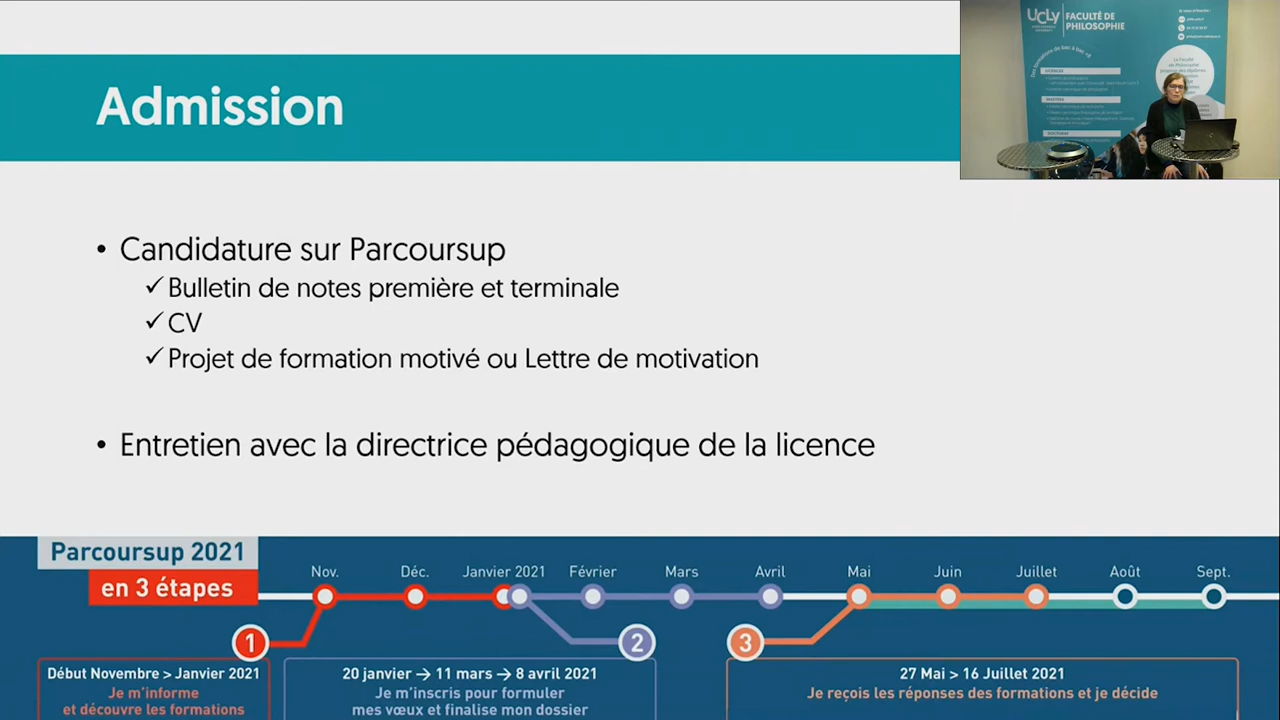 UCLy
FACULTÉ DE
PHILOSOPHIE
Admission
• Candidature sur Parcoursup
✓ Bulletin de notes première et terminale
✓ CV
✓ Projet de formation motivé ou Lettre de motivation
• Entretien avec la directrice pédagogique de la licence
Parcoursup 2021
en 3 étapes
Nov. Déc. Janvier 2021 Février Mars Avril Mai Juin Juillet Août Sept.
1 2 3
Début Novembre > Janvier 2021
Je m'informe
et découvre les formations
20 janvier → 11 mars → 8 avril 2021
Je m'inscris pour formuler
mes vœux et finalise mon dossier
27 Mai > 16 Juillet 2021
Je reçois les réponses des formations et je décide